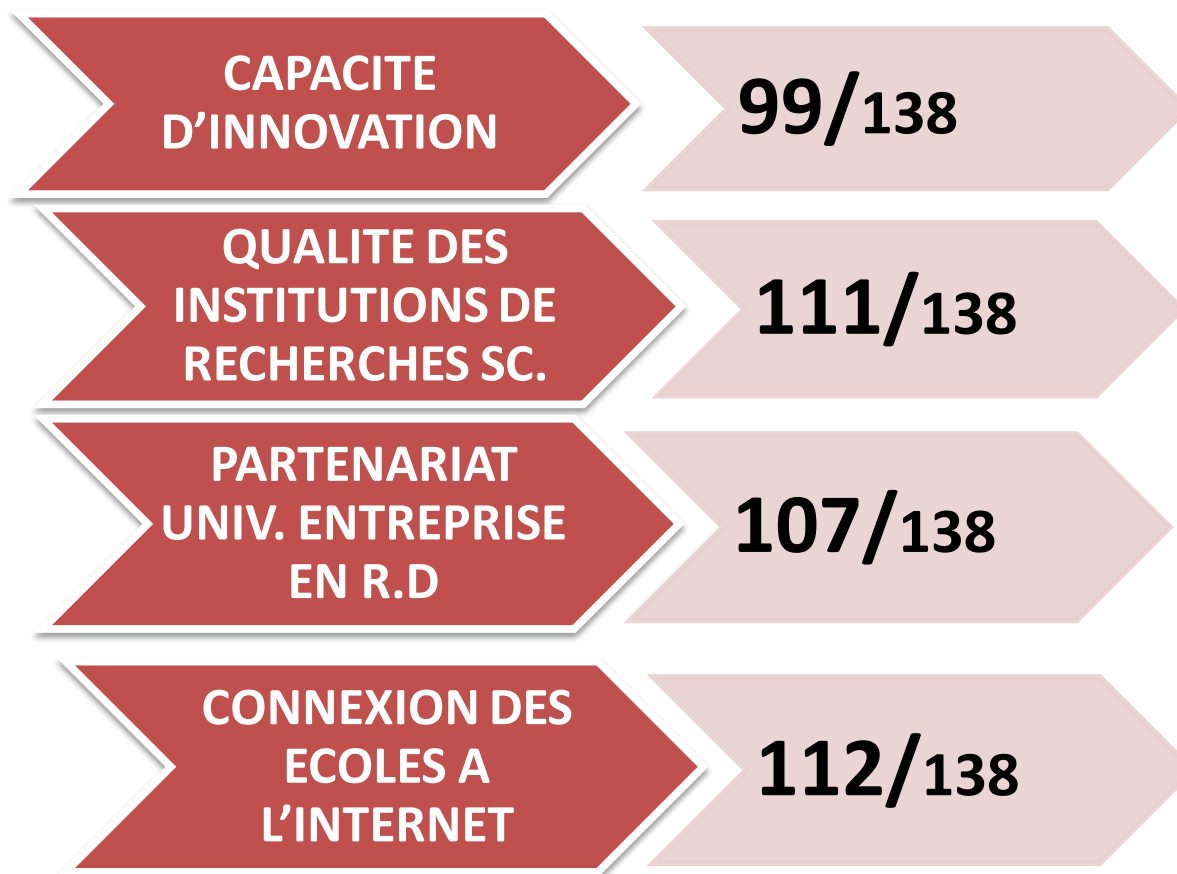 CAPACITE
D'INNOVATION
99/138
QUALITE DES
INSTITUTIONS DE
RECHERCHES SC.
111/138
PARTENARIAT
UNIV. ENTREPRISE
EN R.D
107/138
CONNEXION DES
ECOLES A
L'INTERNET
112/138